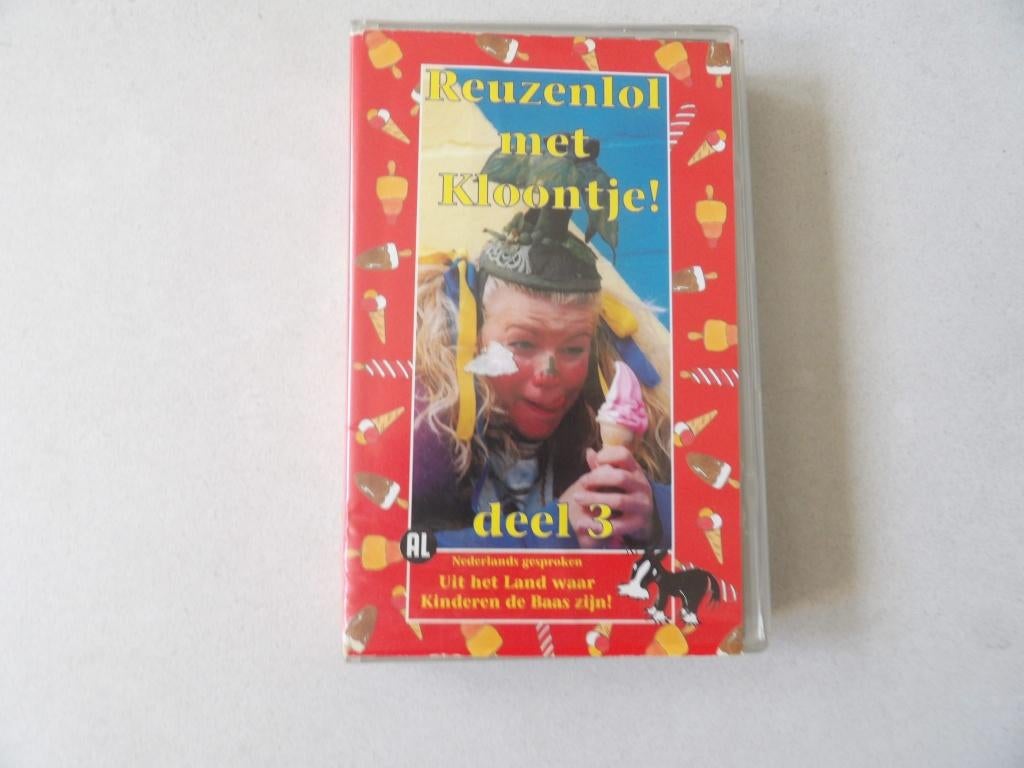 Reuzenlol
met
Kloontje!
deel 3
AL
Nederlands gesproken
Uit het Land waar
Kinderen de Baas zijn!